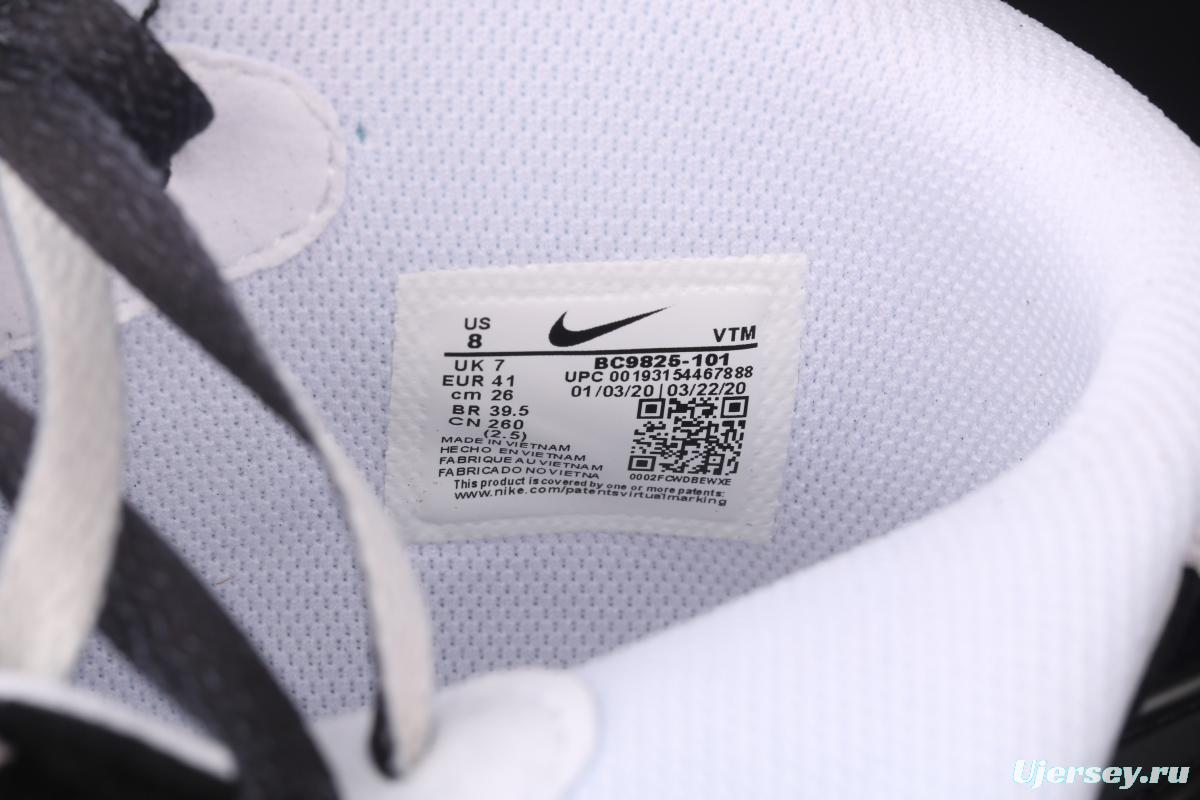 US
8
VTM
UK 7
EUR 41
cm 26
BR 39.5
CN 260
(2.5)
BC9825-101
UPC 00193154467888
01/03/20 | 03/22/20
MADE IN VIETNAM
HECHO EN VIETNAM
FABRIQUE AU VIETNAM
FABRICADO NO VIETNA
0002FCWDBEWXE
This product is covered by one or more patents:
www.nike.com/patentsvirtualmarking
Ujersey.ru